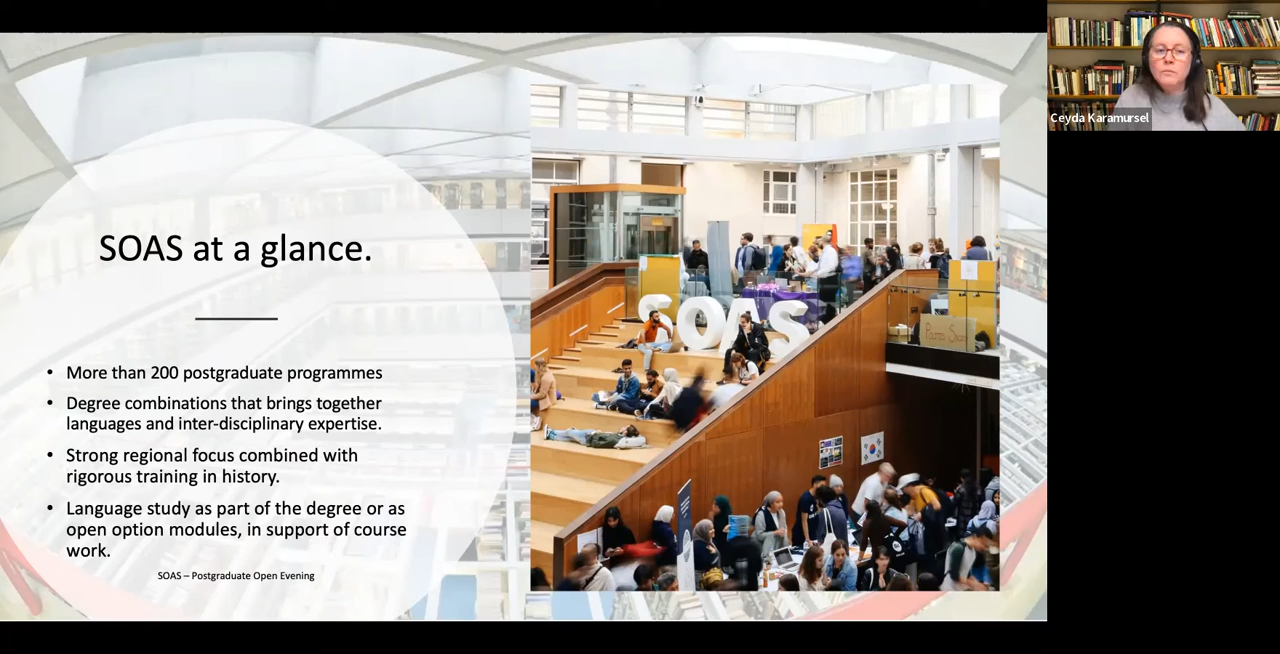 SOAS at a glance.
• More than 200 postgraduate programmes
• Degree combinations that brings together
languages and inter-disciplinary expertise.
• Strong regional focus combined with
rigorous training in history.
• Language study as part of the degree or as
open option modules, in support of course
work.
SOAS – Postgraduate Open Evening
SOAS
Ceyda Karamursel